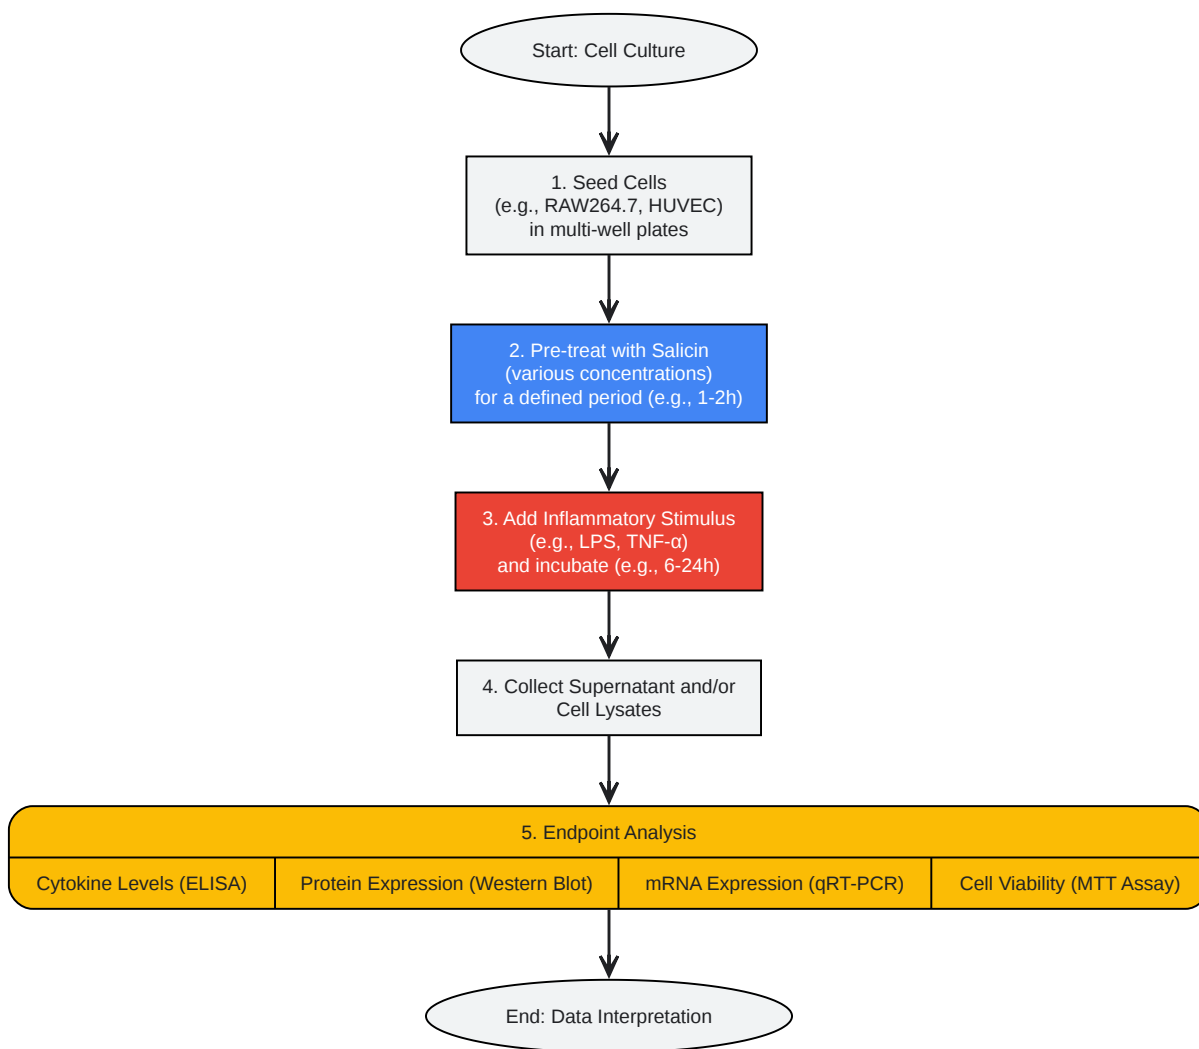 Start: Cell Culture
1. Seed Cells
(e.g., RAW264.7, HUVEC)
in multi-well plates
2. Pre-treat with Salicin
(various concentrations)
for a defined period (e.g., 1-2h)
3. Add Inflammatory Stimulus
(e.g., LPS, TNF-α)
and incubate (e.g., 6-24h)
4. Collect Supernatant and/or
Cell Lysates
5. Endpoint Analysis
Cytokine Levels (ELISA)
Protein Expression (Western Blot)
mRNA Expression (qRT-PCR)
Cell Viability (MTT Assay)
End: Data Interpretation